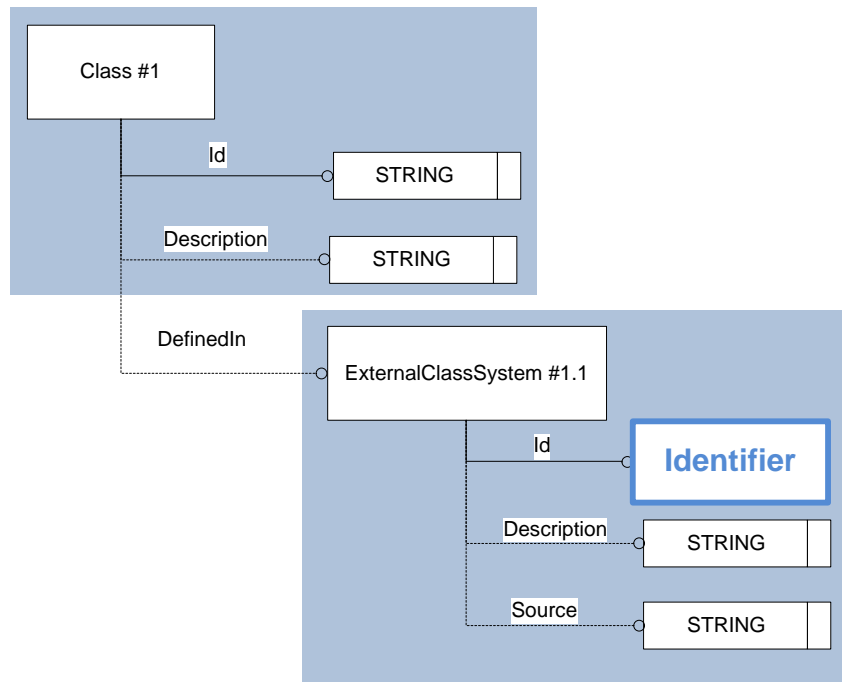 Class #1
Id
STRING
Description
STRING
DefinedIn
ExternalClassSystem #1.1
Id
Identifier
Description
STRING
Source
STRING